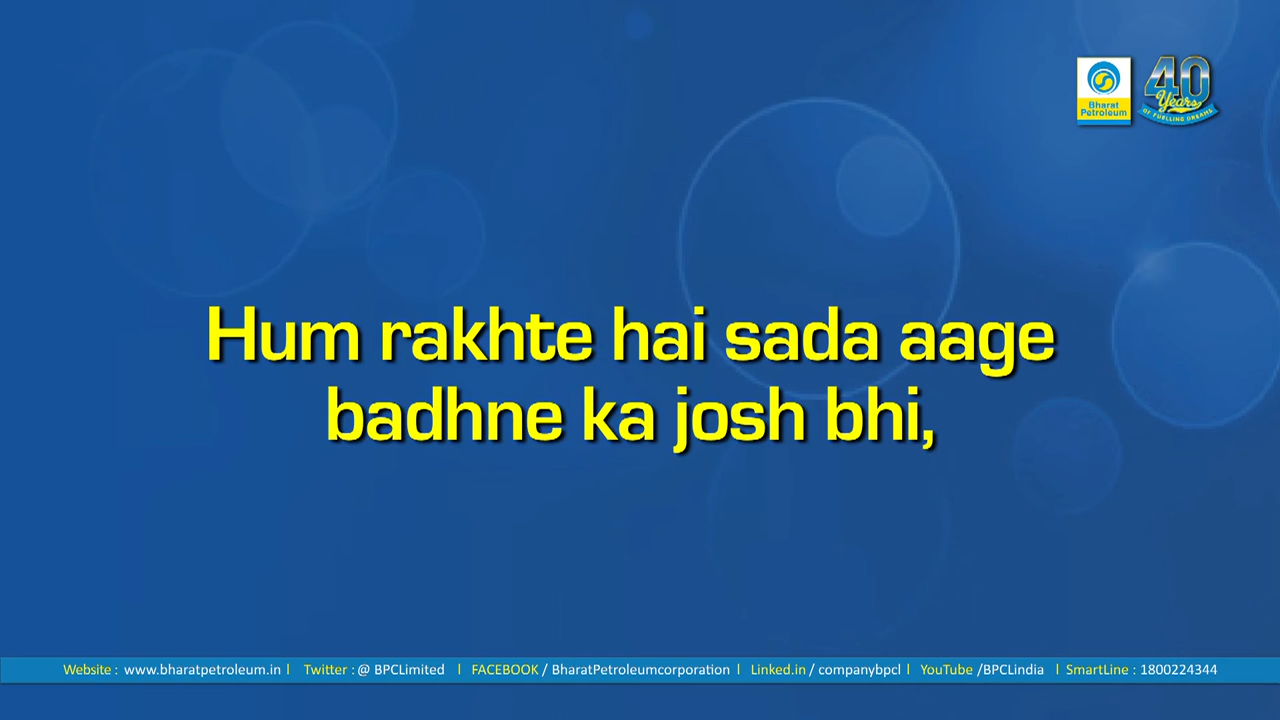 Bharat
Petroleum
40
Years
OF FUELLING DREAMS
Hum rakhte hai sada aage
badhne ka josh bhi,
Website : www.bharatpetroleum.in | Twitter : @ BPCLimited | FACEBOOK / BharatPetroleumcorporation | Linked.in / companybpcl | YouTube /BPCLindia | SmartLine : 1800224344